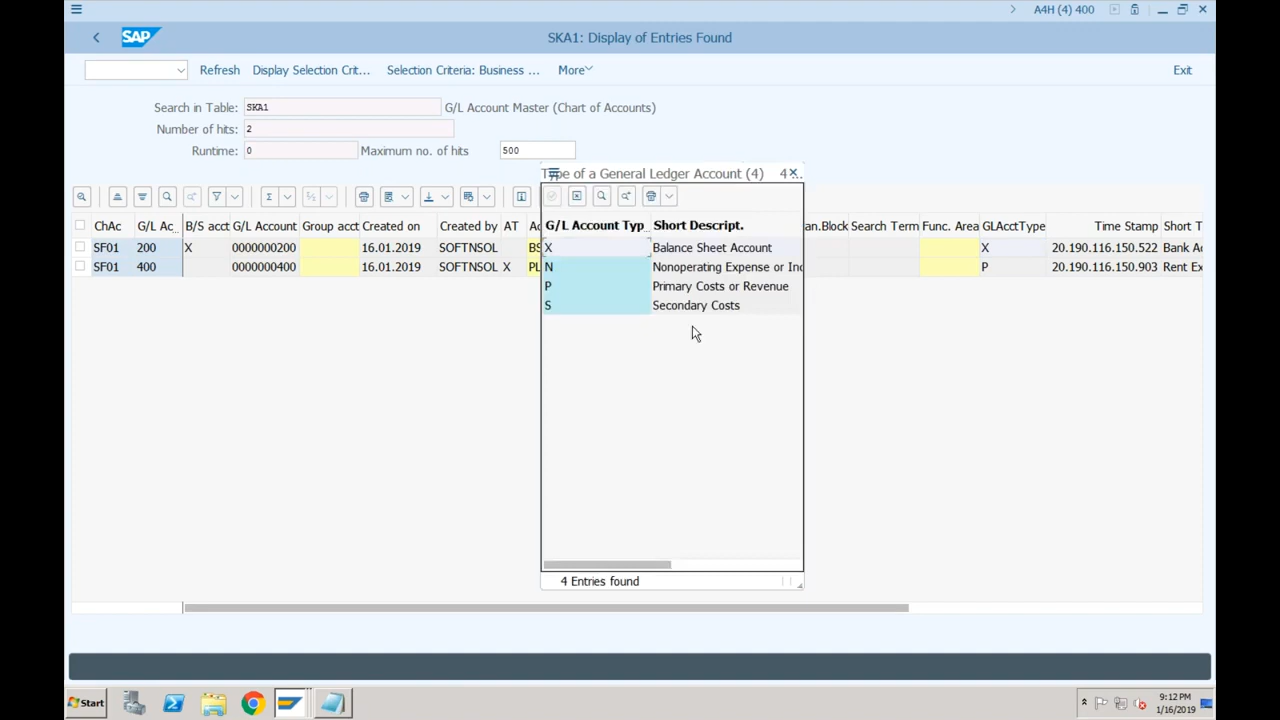 A4H (4) 400
SAP
SKA1: Display of Entries Found
Refresh Display Selection Crit... Selection Criteria: Business ... More Exit
Search in Table: SKA1 G/L Account Master (Chart of Accounts)
Number of hits: 2
Runtime: 0 Maximum no. of hits 500
Type of a General Ledger Account (4) 4..
G/L Account Typ Short Descript.
X Balance Sheet Account
N Nonoperating Expense or Inc
P Primary Costs or Revenue
S Secondary Costs
4 Entries found
ChAc G/L Ac B/S acct G/L Account Group acct Created on Created by AT Ac an.Block Search Term Func. Area GLAcctType Time Stamp Short T
SF01 200 X 0000000200 16.01.2019 SOFTNSOL BS X 20.190.116.150.522 Bank Ac
SF01 400 0000000400 16.01.2019 SOFTNSOL X PL P 20.190.116.150.903 Rent Ex
Start
9:12 PM
1/16/2019